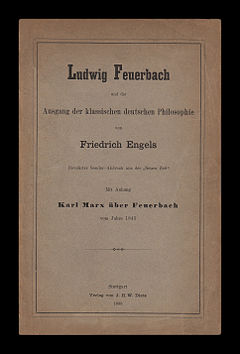 Ludwig Feuerbach
und der
Ausgang der klassischen deutschen Philosophie
von
Friedrich Engels
Revidirter Sonder-Abdruck aus der „Neuen Zeit“
Mit Anhang
Karl Marx über Feuerbach
vom Jahre 1845
Stuttgart
Verlag von J. H. W. Dietz
1888